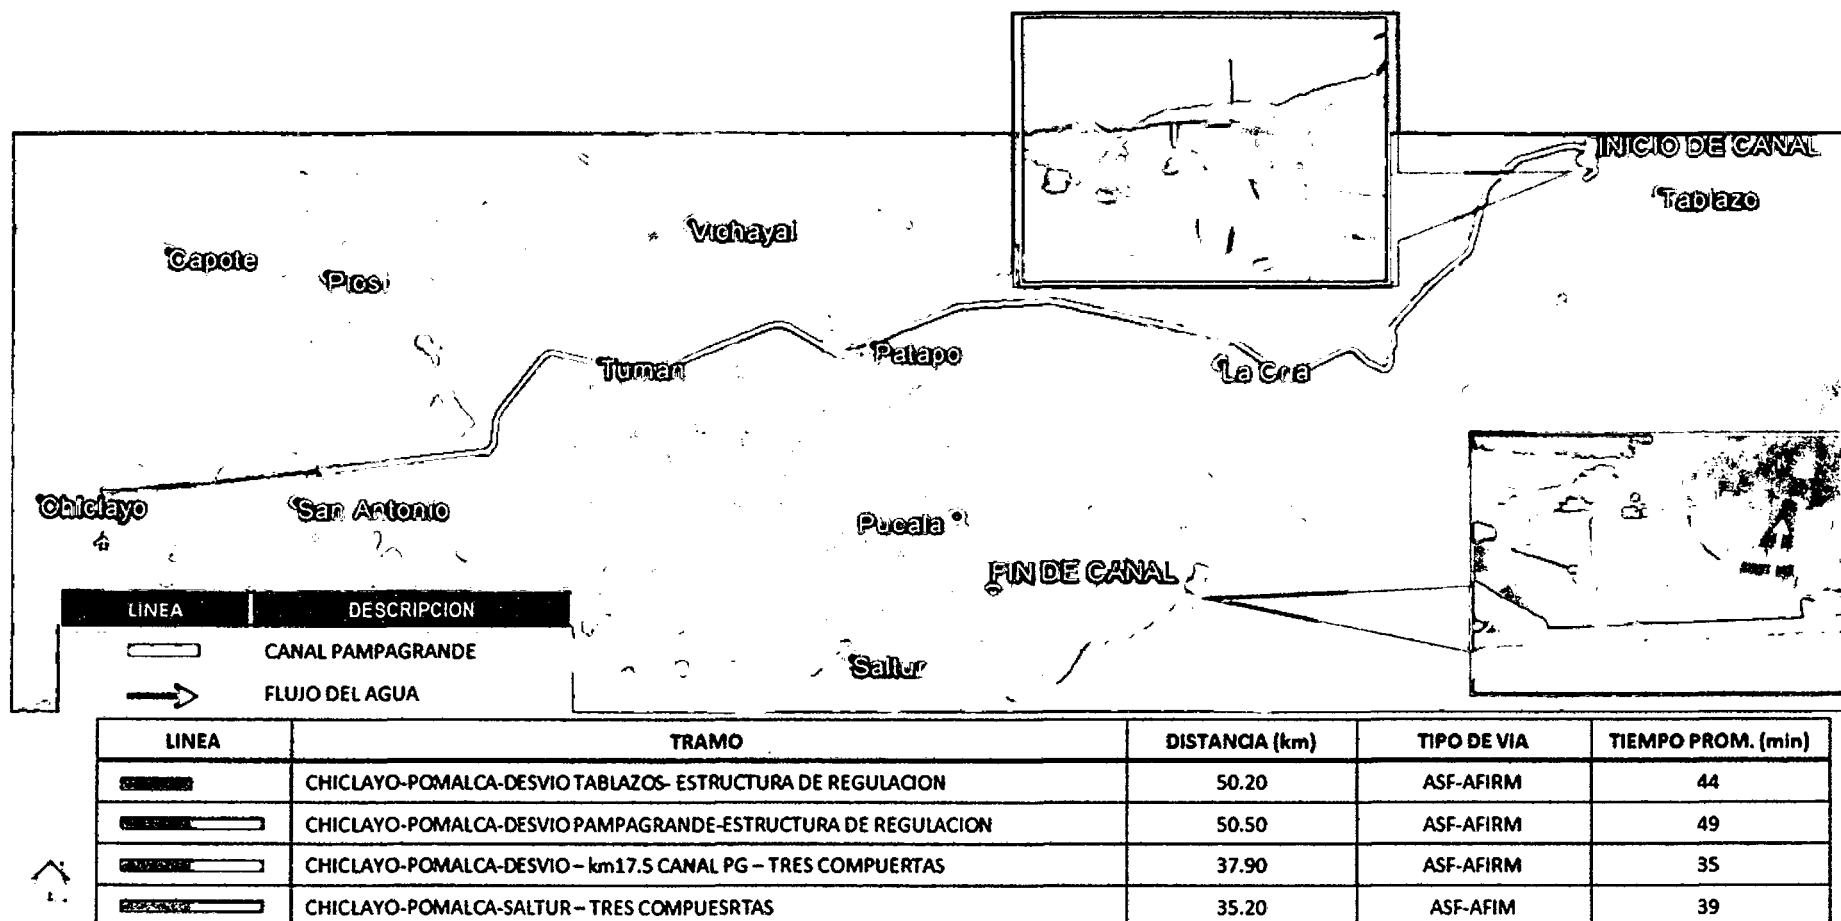 INICIO DE CANAL
Tablazo
Vichayal
Capote
Picsi
Patapo
Tuman
La Cria
Chiclayo
San Antonio
Pucala
FIN DE CANAL
Saltur
LINEA DESCRIPCION
CANAL PAMPAGRANDE
FLUJO DEL AGUA
LINEA TRAMO DISTANCIA (km) TIPO DE VIA TIEMPO PROM. (min)
CHICLAYO-POMALCA-DESVIO TABLAZOS- ESTRUCTURA DE REGULACION 50.20 ASF-AFIRM 44
CHICLAYO-POMALCA-DESVIO PAMPAGRANDE-ESTRUCTURA DE REGULACION 50.50 ASF-AFIRM 49
CHICLAYO-POMALCA-DESVIO – km17.5 CANAL PG – TRES COMPUERTAS 37.90 ASF-AFIRM 35
CHICLAYO-POMALCA-SALTUR – TRES COMPUESRTAS 35.20 ASF-AFIM 39